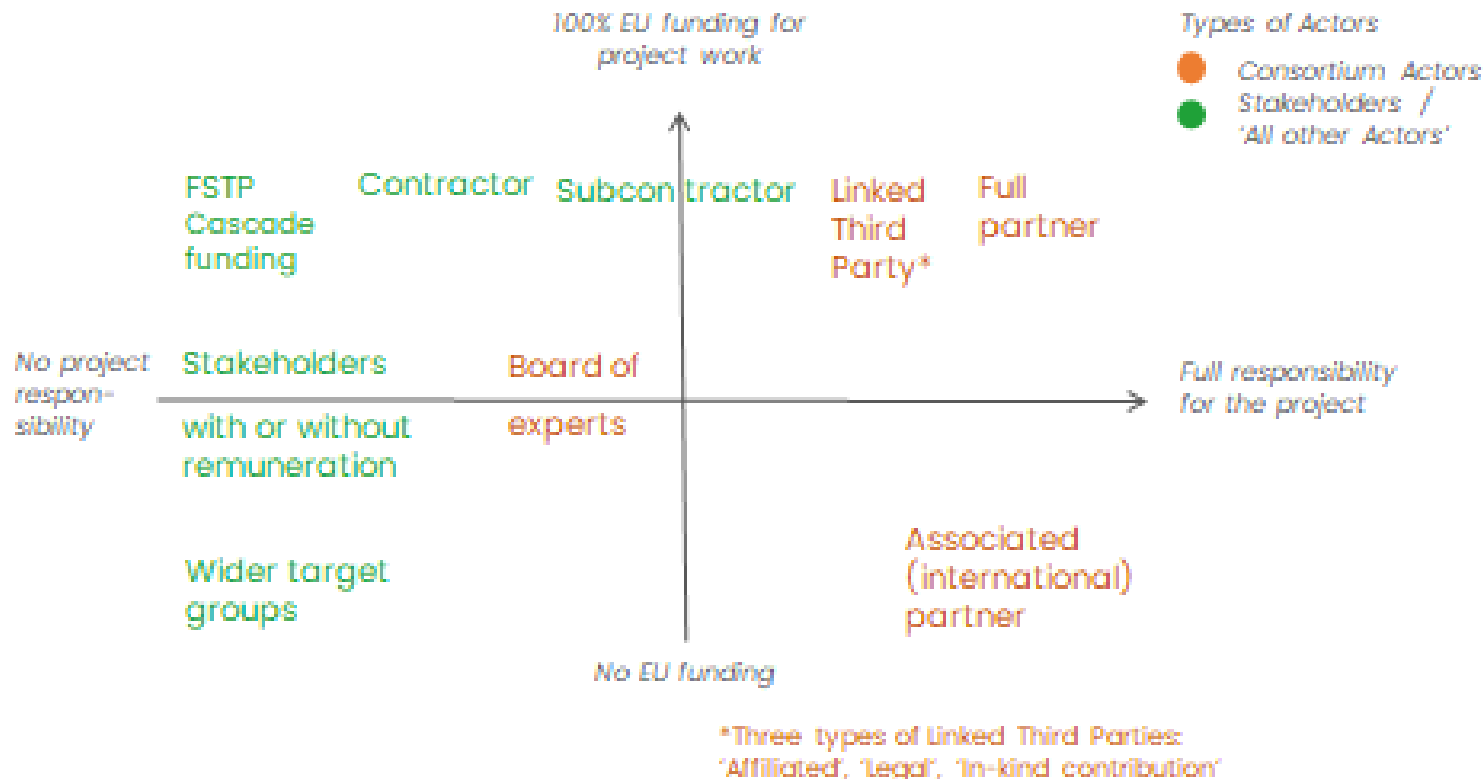 100% EU funding for
project work
Types of Actors
Consortium Actors
Stakeholders /
'All other Actors'
FSTP
Cascade
funding
Contractor
Subcontractor
Linked
Third
Party*
Full
partner
No project
respon-
sibility
Stakeholders
with or without
remuneration
Board of
experts
Full responsibility
for the project
Wider target
groups
Associated
(international)
partner
No EU funding
*Three types of Linked Third Parties:
'Affiliated', 'Legal', 'In-kind contribution'